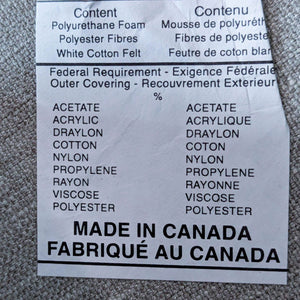 Content Contenu
Polyurethane Foam Mousse de polyuréth
Polyester Fibres Fibres de polyeste
White Cotton Felt Feutre de coton blan
Federal Requirement - Exigence Fédérale
Outer Covering - Recouvrement Exterieur
%
ACETATE ACETATE
ACRYLIC ACRYLIQUE
DRAYLON DRAYLON
COTTON COTON
NYLON NYLON
PROPYLENE PROPYLENE
RAYON RAYONNE
VISCOSE VISCOSE
POLYESTER POLYESTER
MADE IN CANADA
FABRIQUÉ AU CANADA